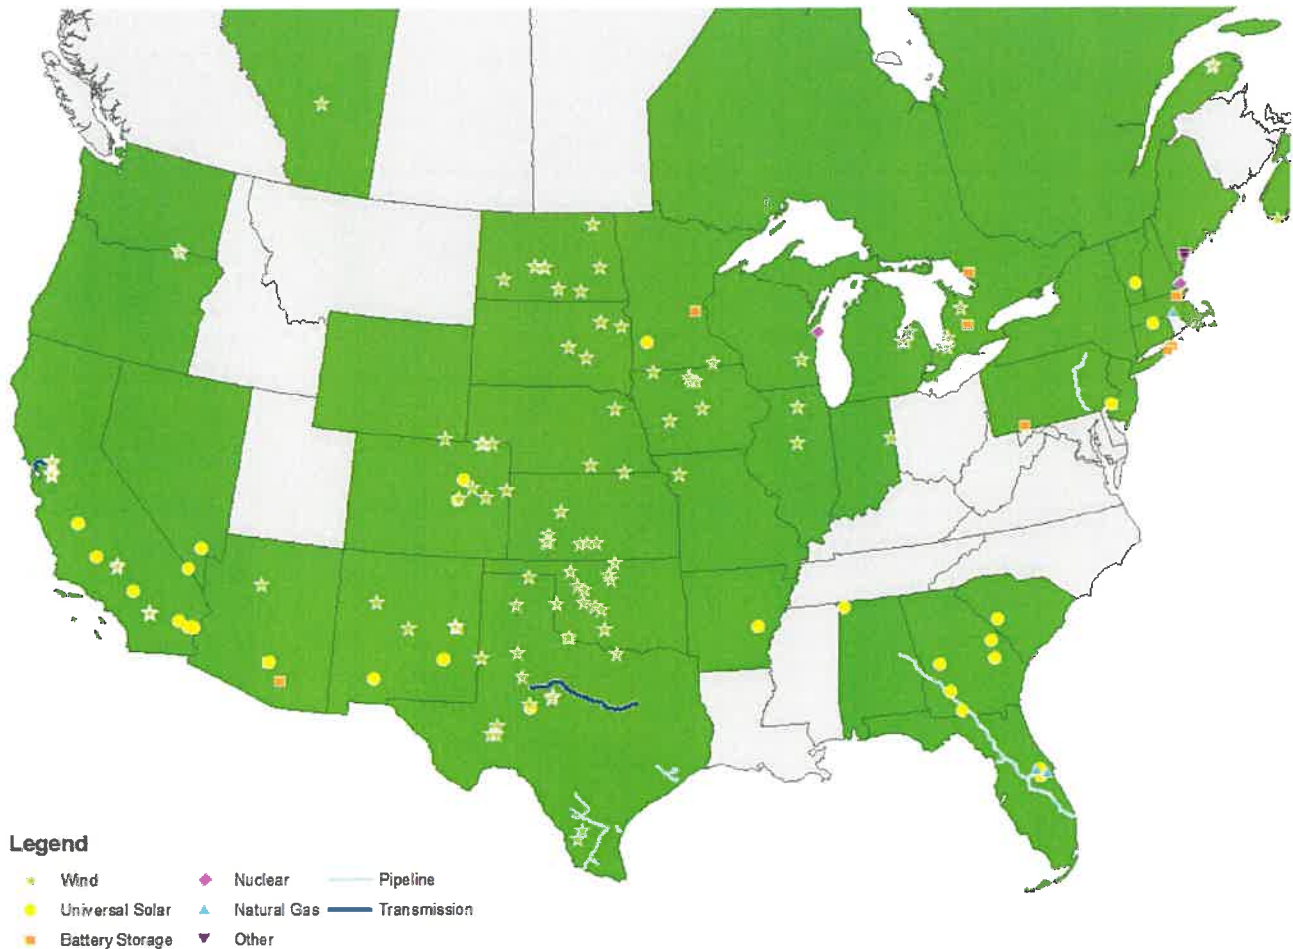 Legend
Wind
Nuclear
Pipeline
Universal Solar
Natural Gas
Transmission
Battery Storage
Other